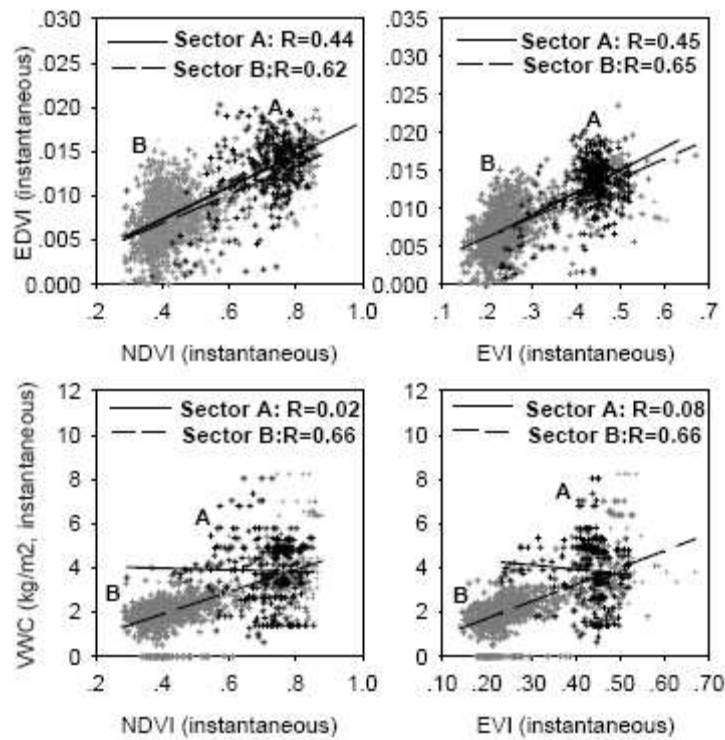 .030
.025
.020
.015
.010
.005
0.000
EDVI (instantaneous)
Sector A: R=0.44
Sector B:R=0.62
A
B
.2 .4 .6 .8 1.0
NDVI (instantaneous)
.035
.030
.025
.020
.015
.010
.005
0.000
Sector A: R=0.45
Sector B:R=0.65
A
B
.1 .2 .3 .4 .5 .6 .7
EVI (instantaneous)
12
10
8
6
4
2
0
VWC (kg/m2, instantaneous)
Sector A: R=0.02
Sector B:R=0.66
A
B
.2 .4 .6 .8 1.0
NDVI (instantaneous)
12
10
8
6
4
2
0
Sector A: R=0.08
Sector B:R=0.66
A
B
.10 .20 .30 .40 .50 .60 .70
EVI (instantaneous)